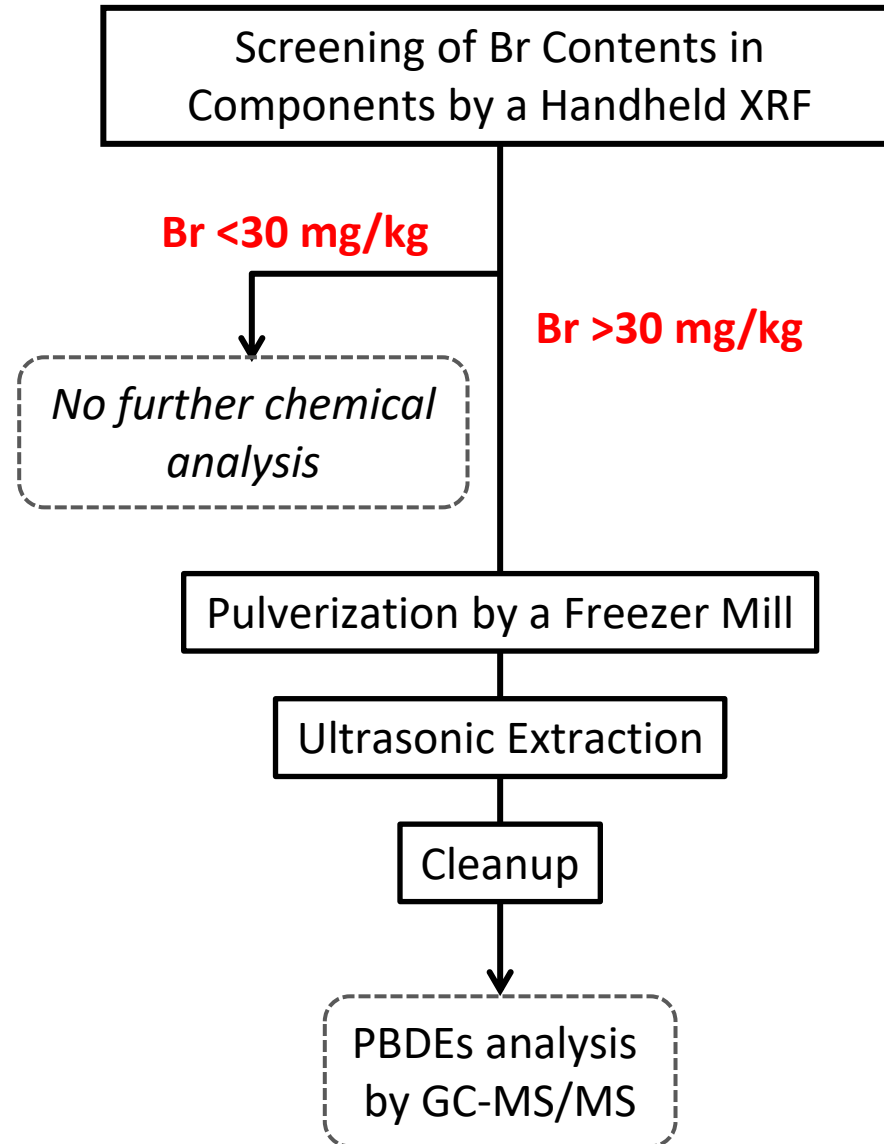 Screening of Br Contents in
Components by a Handheld XRF
Br <30 mg/kg
Br >30 mg/kg
No further chemical
analysis
Pulverization by a Freezer Mill
Ultrasonic Extraction
Cleanup
PBDEs analysis
by GC-MS/MS